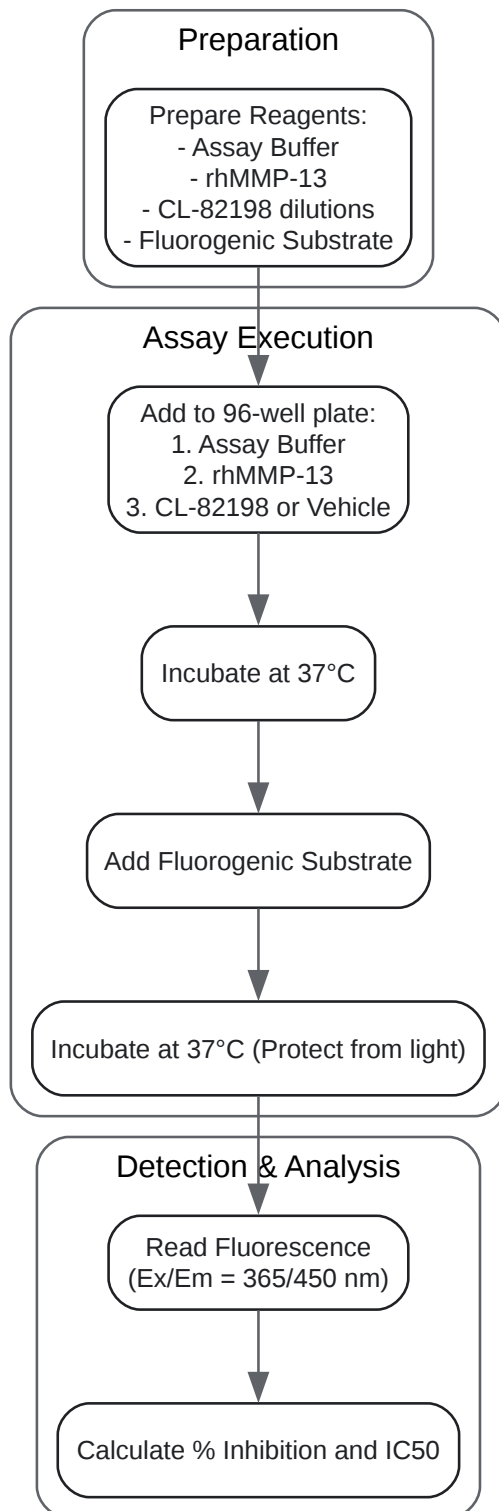 Preparation
Prepare Reagents:
- Assay Buffer
- rhMMP-13
- CL-82198 dilutions
- Fluorogenic Substrate
Assay Execution
Add to 96-well plate:
1. Assay Buffer
2. rhMMP-13
3. CL-82198 or Vehicle
Incubate at 37°C
Add Fluorogenic Substrate
Incubate at 37°C (Protect from light)
Detection & Analysis
Read Fluorescence
(Ex/Em = 365/450 nm)
Calculate % Inhibition and IC50